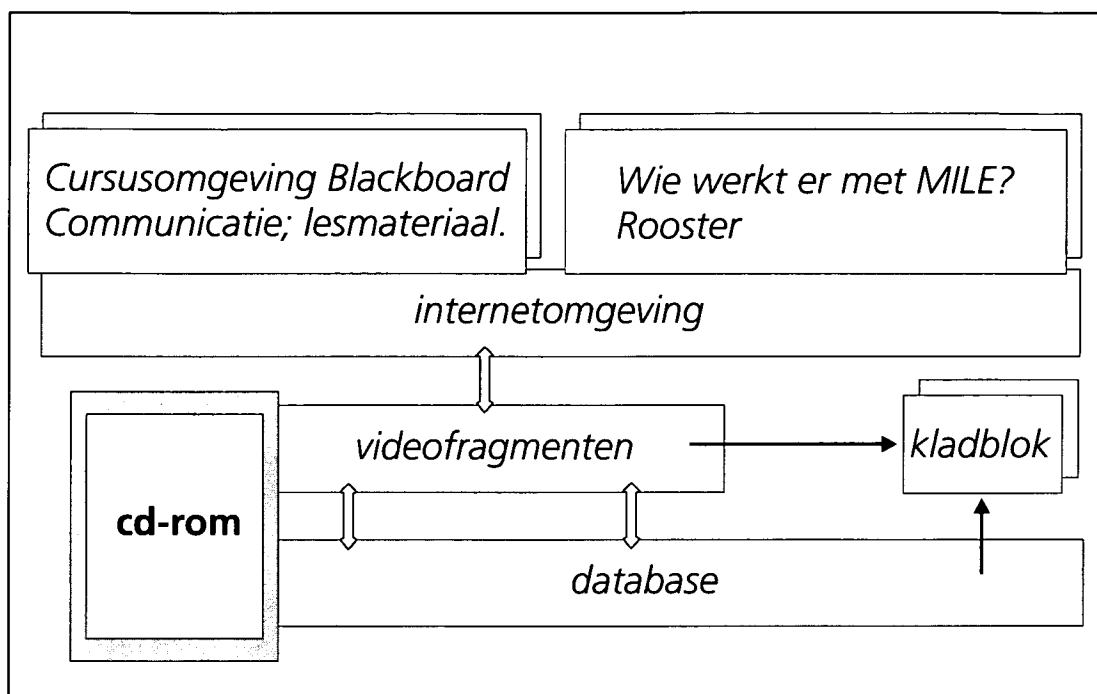 Cursusomgeving Blackboard
Communicatie; lesmateriaal.
Wie werkt er met MILE?
Rooster
internetomgeving
videofragmenten
kladblok
cd-rom
database